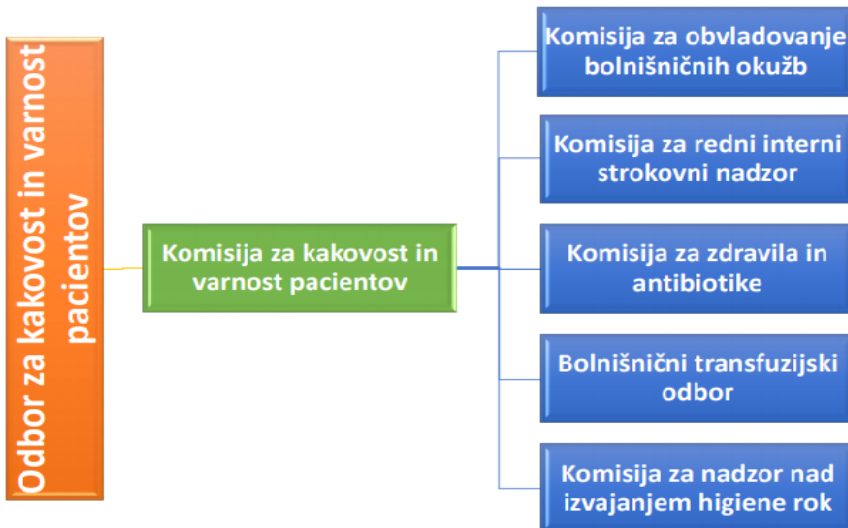 Odbor za kakovost in varnost
pacientov
Komisija za kakovost in
varnost pacientov
Komisija za obvladovanje
bolnišničnih okužb
Komisija za redni interni
strokovni nadzor
Komisija za zdravila in
antibiotike
Bolnišnični transfuzijski
odbor
Komisija za nadzor nad
izvajanjem higiene rok